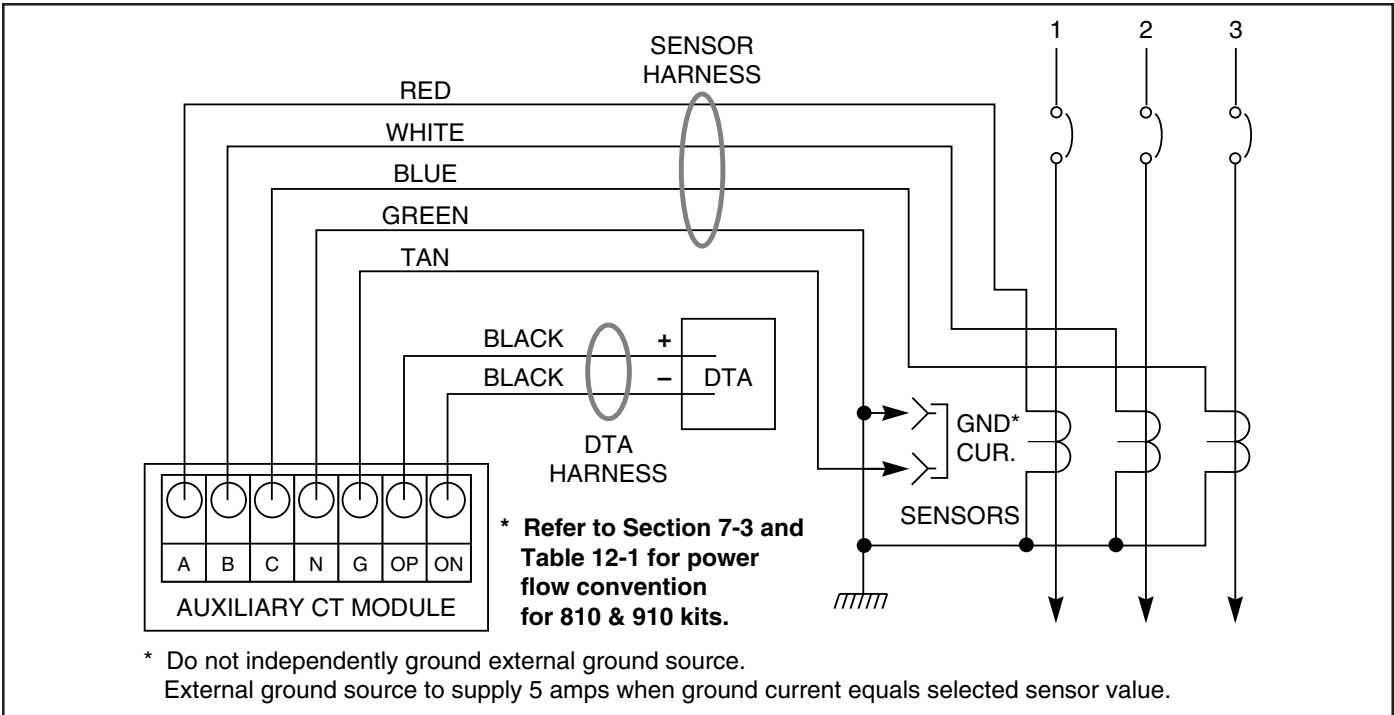 1 2 3
SENSOR
HARNESS
RED
WHITE
BLUE
GREEN
TAN
BLACK +
BLACK – DTA
DTA
HARNESS
GND*
CUR.
SENSORS
A B C N G OP ON
AUXILIARY CT MODULE
* Refer to Section 7-3 and
Table 12-1 for power
flow convention
for 810 & 910 kits.
* Do not independently ground external ground source.
External ground source to supply 5 amps when ground current equals selected sensor value.